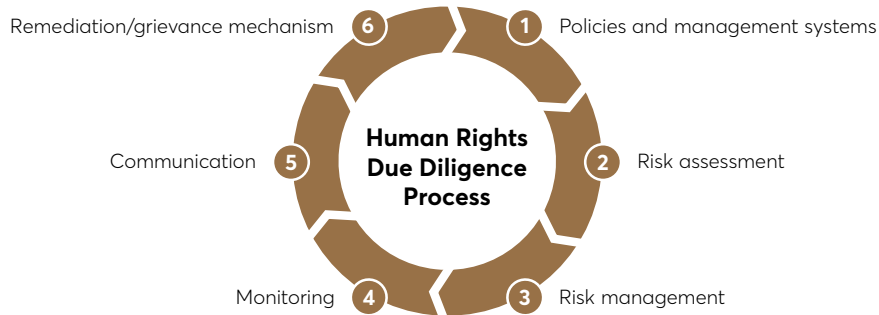 Remediation/grievance mechanism
6
1
Policies and management systems
Human Rights
Due Diligence
Process
Communication
5
2
Risk assessment
Monitoring
4
3
Risk management